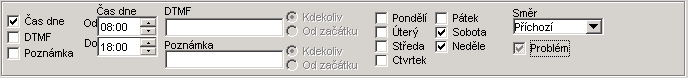 Čas dne
DTMF
Poznámka
Čas dne
Od 08:00
Do 18:00
DTMF
Kdekoliv
Od začátku
Poznámka
Kdekoliv
Od začátku
Pondělí
Úterý
Středa
Čtvrtek
Pátek
Sobota
Neděle
Směr
Příchozí
Problém